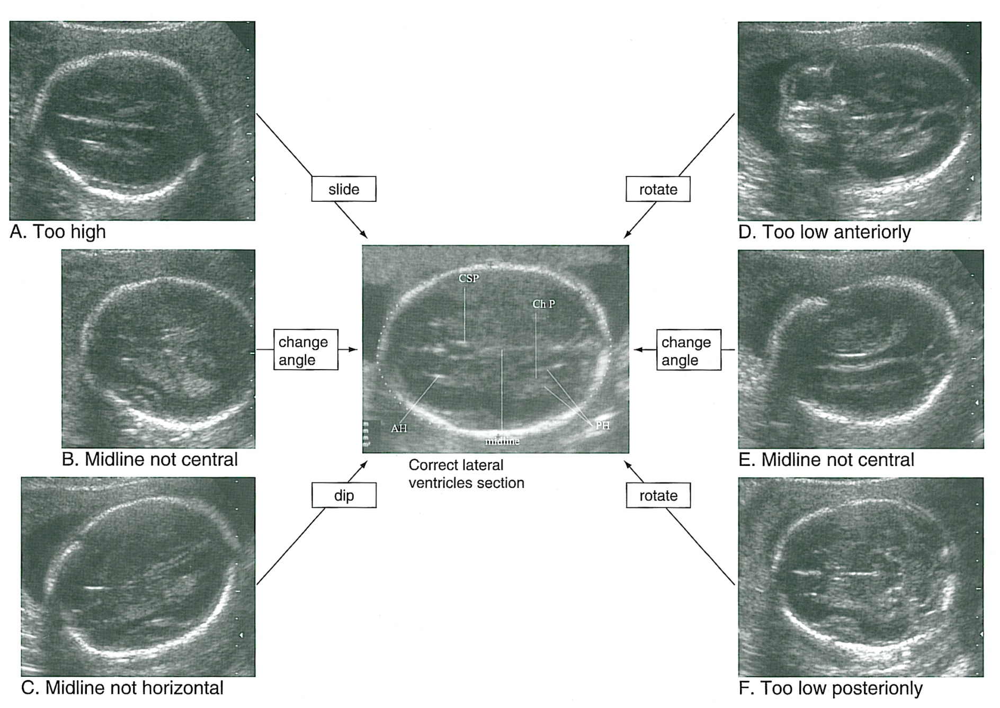 A. Too high
slide
rotate
D. Too low anteriorly
CSP
Ch P
AH
midline
PH
B. Midline not central
change
angle
change
angle
E. Midline not central
Correct lateral
ventricles section
dip
rotate
C. Midline not horizontal
F. Too low posterionly